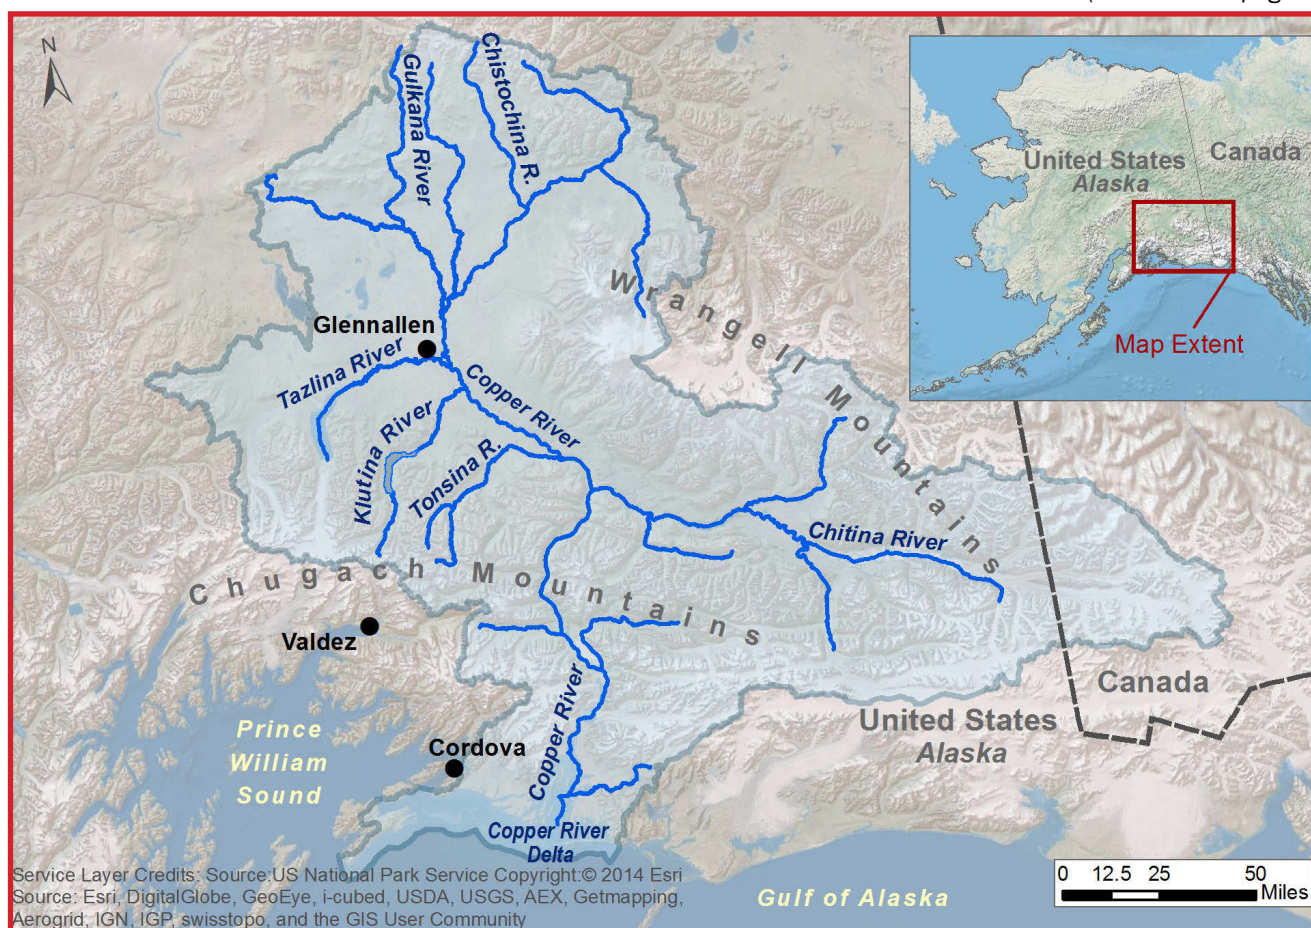 N
Gulkana River
Chistochina R.
United States
Alaska
Canada
Map Extent
Wrangell Mountains
Glennallen
Tazlina River
Copper River
Klutina River
Tonsina R.
Chitina River
Chugach Mountains
Valdez
Canada
United States
Alaska
Prince
William
Sound
Cordova
Copper River
Copper River
Delta
Gulf of Alaska
0 12.5 25 50
Miles
Service Layer Credits: Source:US National Park Service Copyright:© 2014 Esri
Source: Esri, DigitalGlobe, GeoEye, i-cubed, USDA, USGS, AEX, Getmapping,
Aerogrid, IGN, IGP, swisstopo, and the GIS User Community